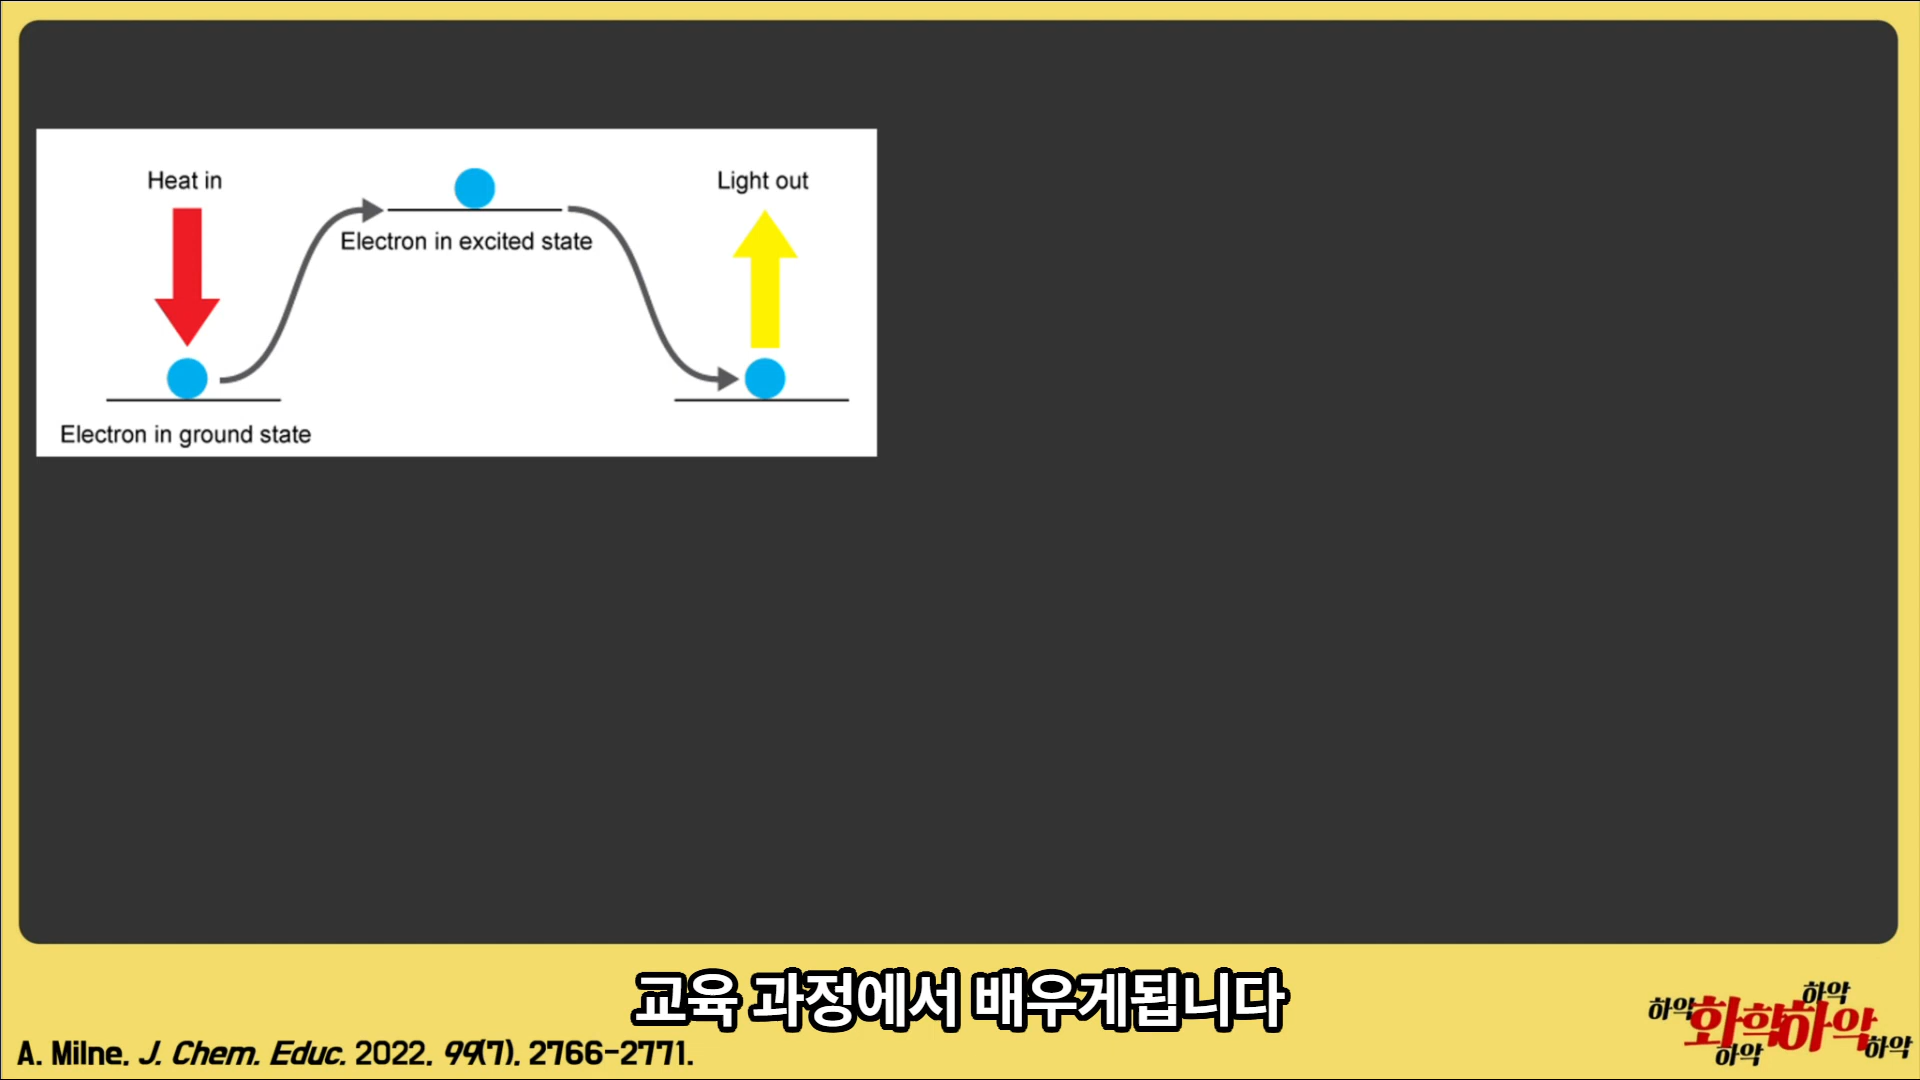 Heat in
Light out
Electron in excited state
Electron in ground state
교육 과정에서 배우게됩니다
하악
하악
화학하악
하악
하악
A. Milne, J. Chem. Educ. 2022, 99(7), 2766-2771.